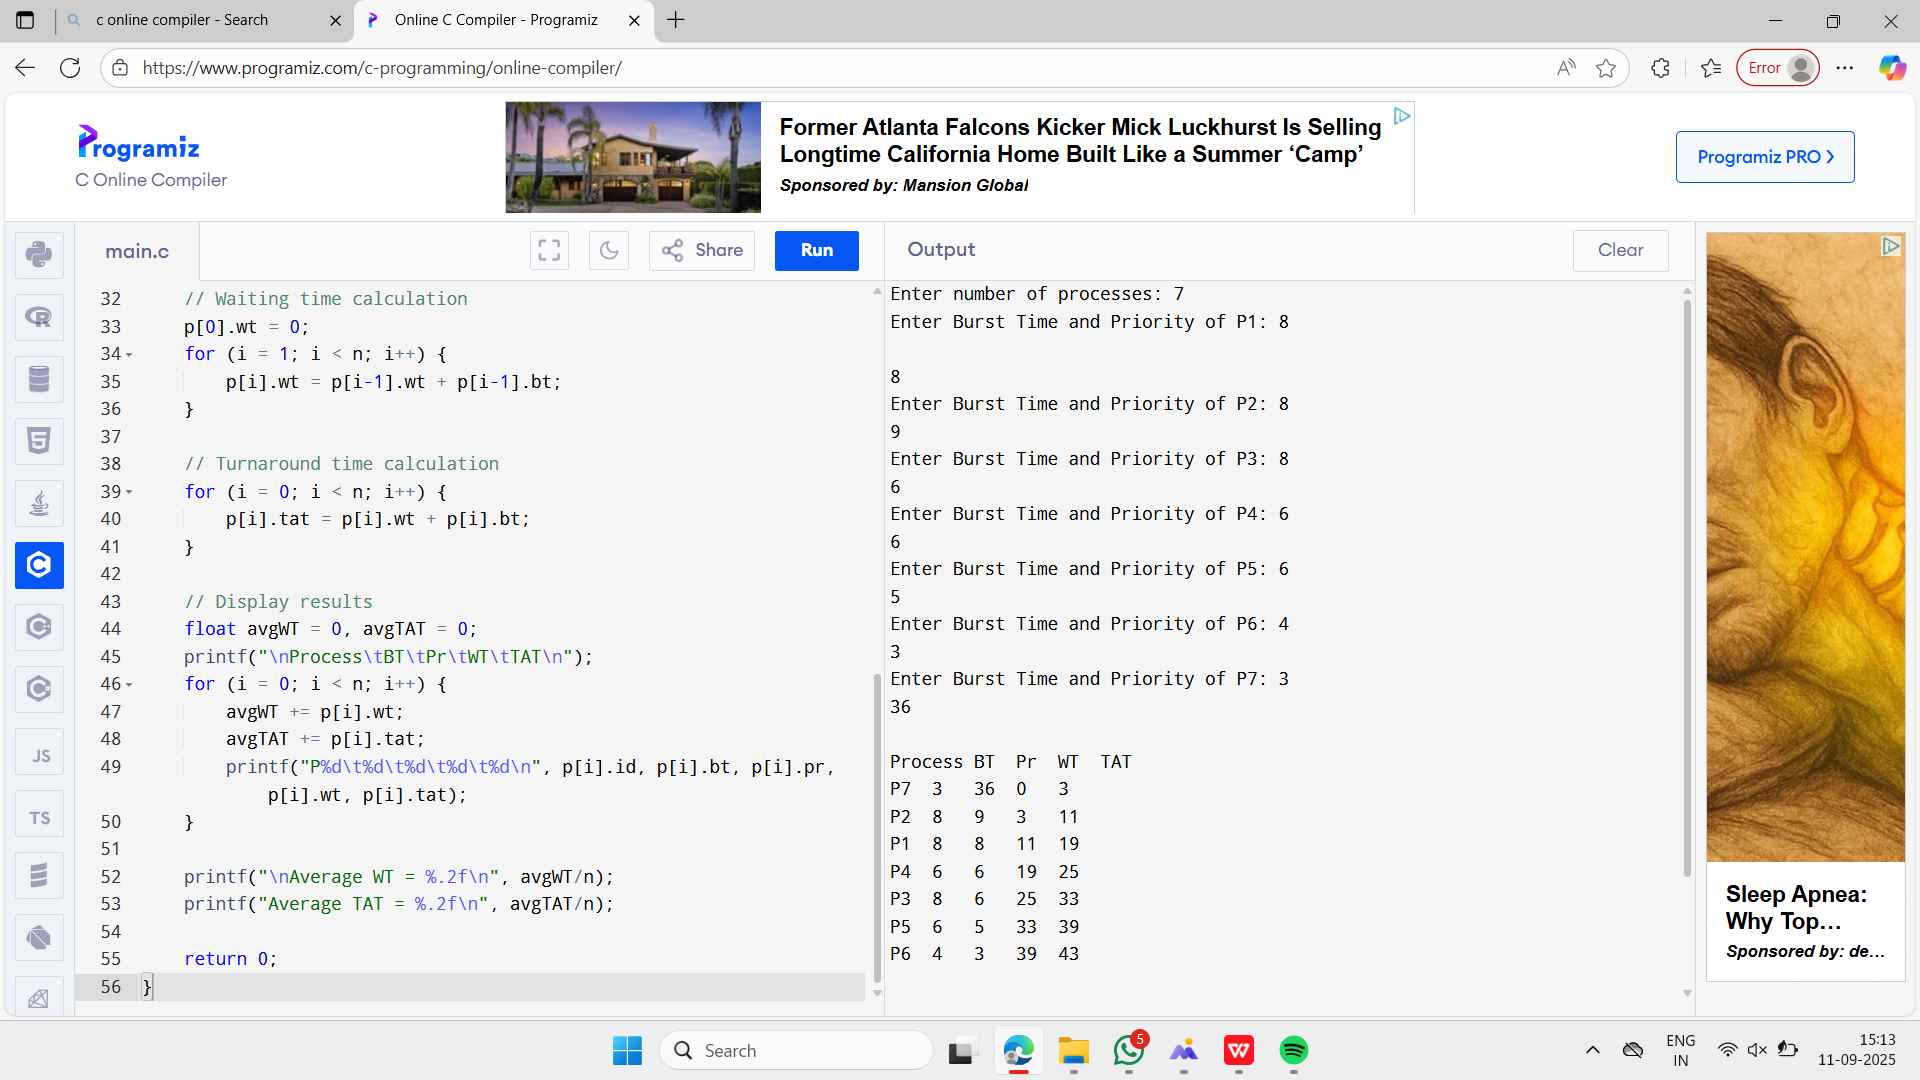 c online compiler - Search
Online C Compiler - Programiz
https://www.programiz.com/c-programming/online-compiler/
Error
Programiz
C Online Compiler
Former Atlanta Falcons Kicker Mick Luckhurst Is Selling
Longtime California Home Built Like a Summer ‘Camp’
Sponsored by: Mansion Global
Programiz PRO
main.c
Share
Run
Output
Clear
32 // Waiting time calculation
33 p[0].wt = 0;
34 for (i = 1; i < n; i++) {
35 p[i].wt = p[i-1].wt + p[i-1].bt;
36 }
37
38 // Turnaround time calculation
39 for (i = 0; i < n; i++) {
40 p[i].tat = p[i].wt + p[i].bt;
41 }
42
43 // Display results
44 float avgWT = 0, avgTAT = 0;
45 printf("\nProcess\tBT\tPr\tWT\tTAT\n");
46 for (i = 0; i < n; i++) {
47 avgWT += p[i].wt;
48 avgTAT += p[i].tat;
49 printf("P%d\t%d\t%d\t%d\t%d\n", p[i].id, p[i].bt, p[i].pr,
p[i].wt, p[i].tat);
50 }
51
52 printf("\nAverage WT = %.2f\n", avgWT/n);
53 printf("Average TAT = %.2f\n", avgTAT/n);
54
55 return 0;
56 }
Enter number of processes: 7
Enter Burst Time and Priority of P1: 8
8
Enter Burst Time and Priority of P2: 8
9
Enter Burst Time and Priority of P3: 8
6
Enter Burst Time and Priority of P4: 6
6
Enter Burst Time and Priority of P5: 6
5
Enter Burst Time and Priority of P6: 4
3
Enter Burst Time and Priority of P7: 3
36
Process BT Pr WT TAT
P7 3 36 0 3
P2 8 9 3 11
P1 8 8 11 19
P4 6 6 19 25
P3 8 6 25 33
P5 6 5 33 39
P6 4 3 39 43
JS
TS
Sleep Apnea:
Why Top...
Sponsored by: de...
Search
5
ENG
IN
15:13
11-09-2025